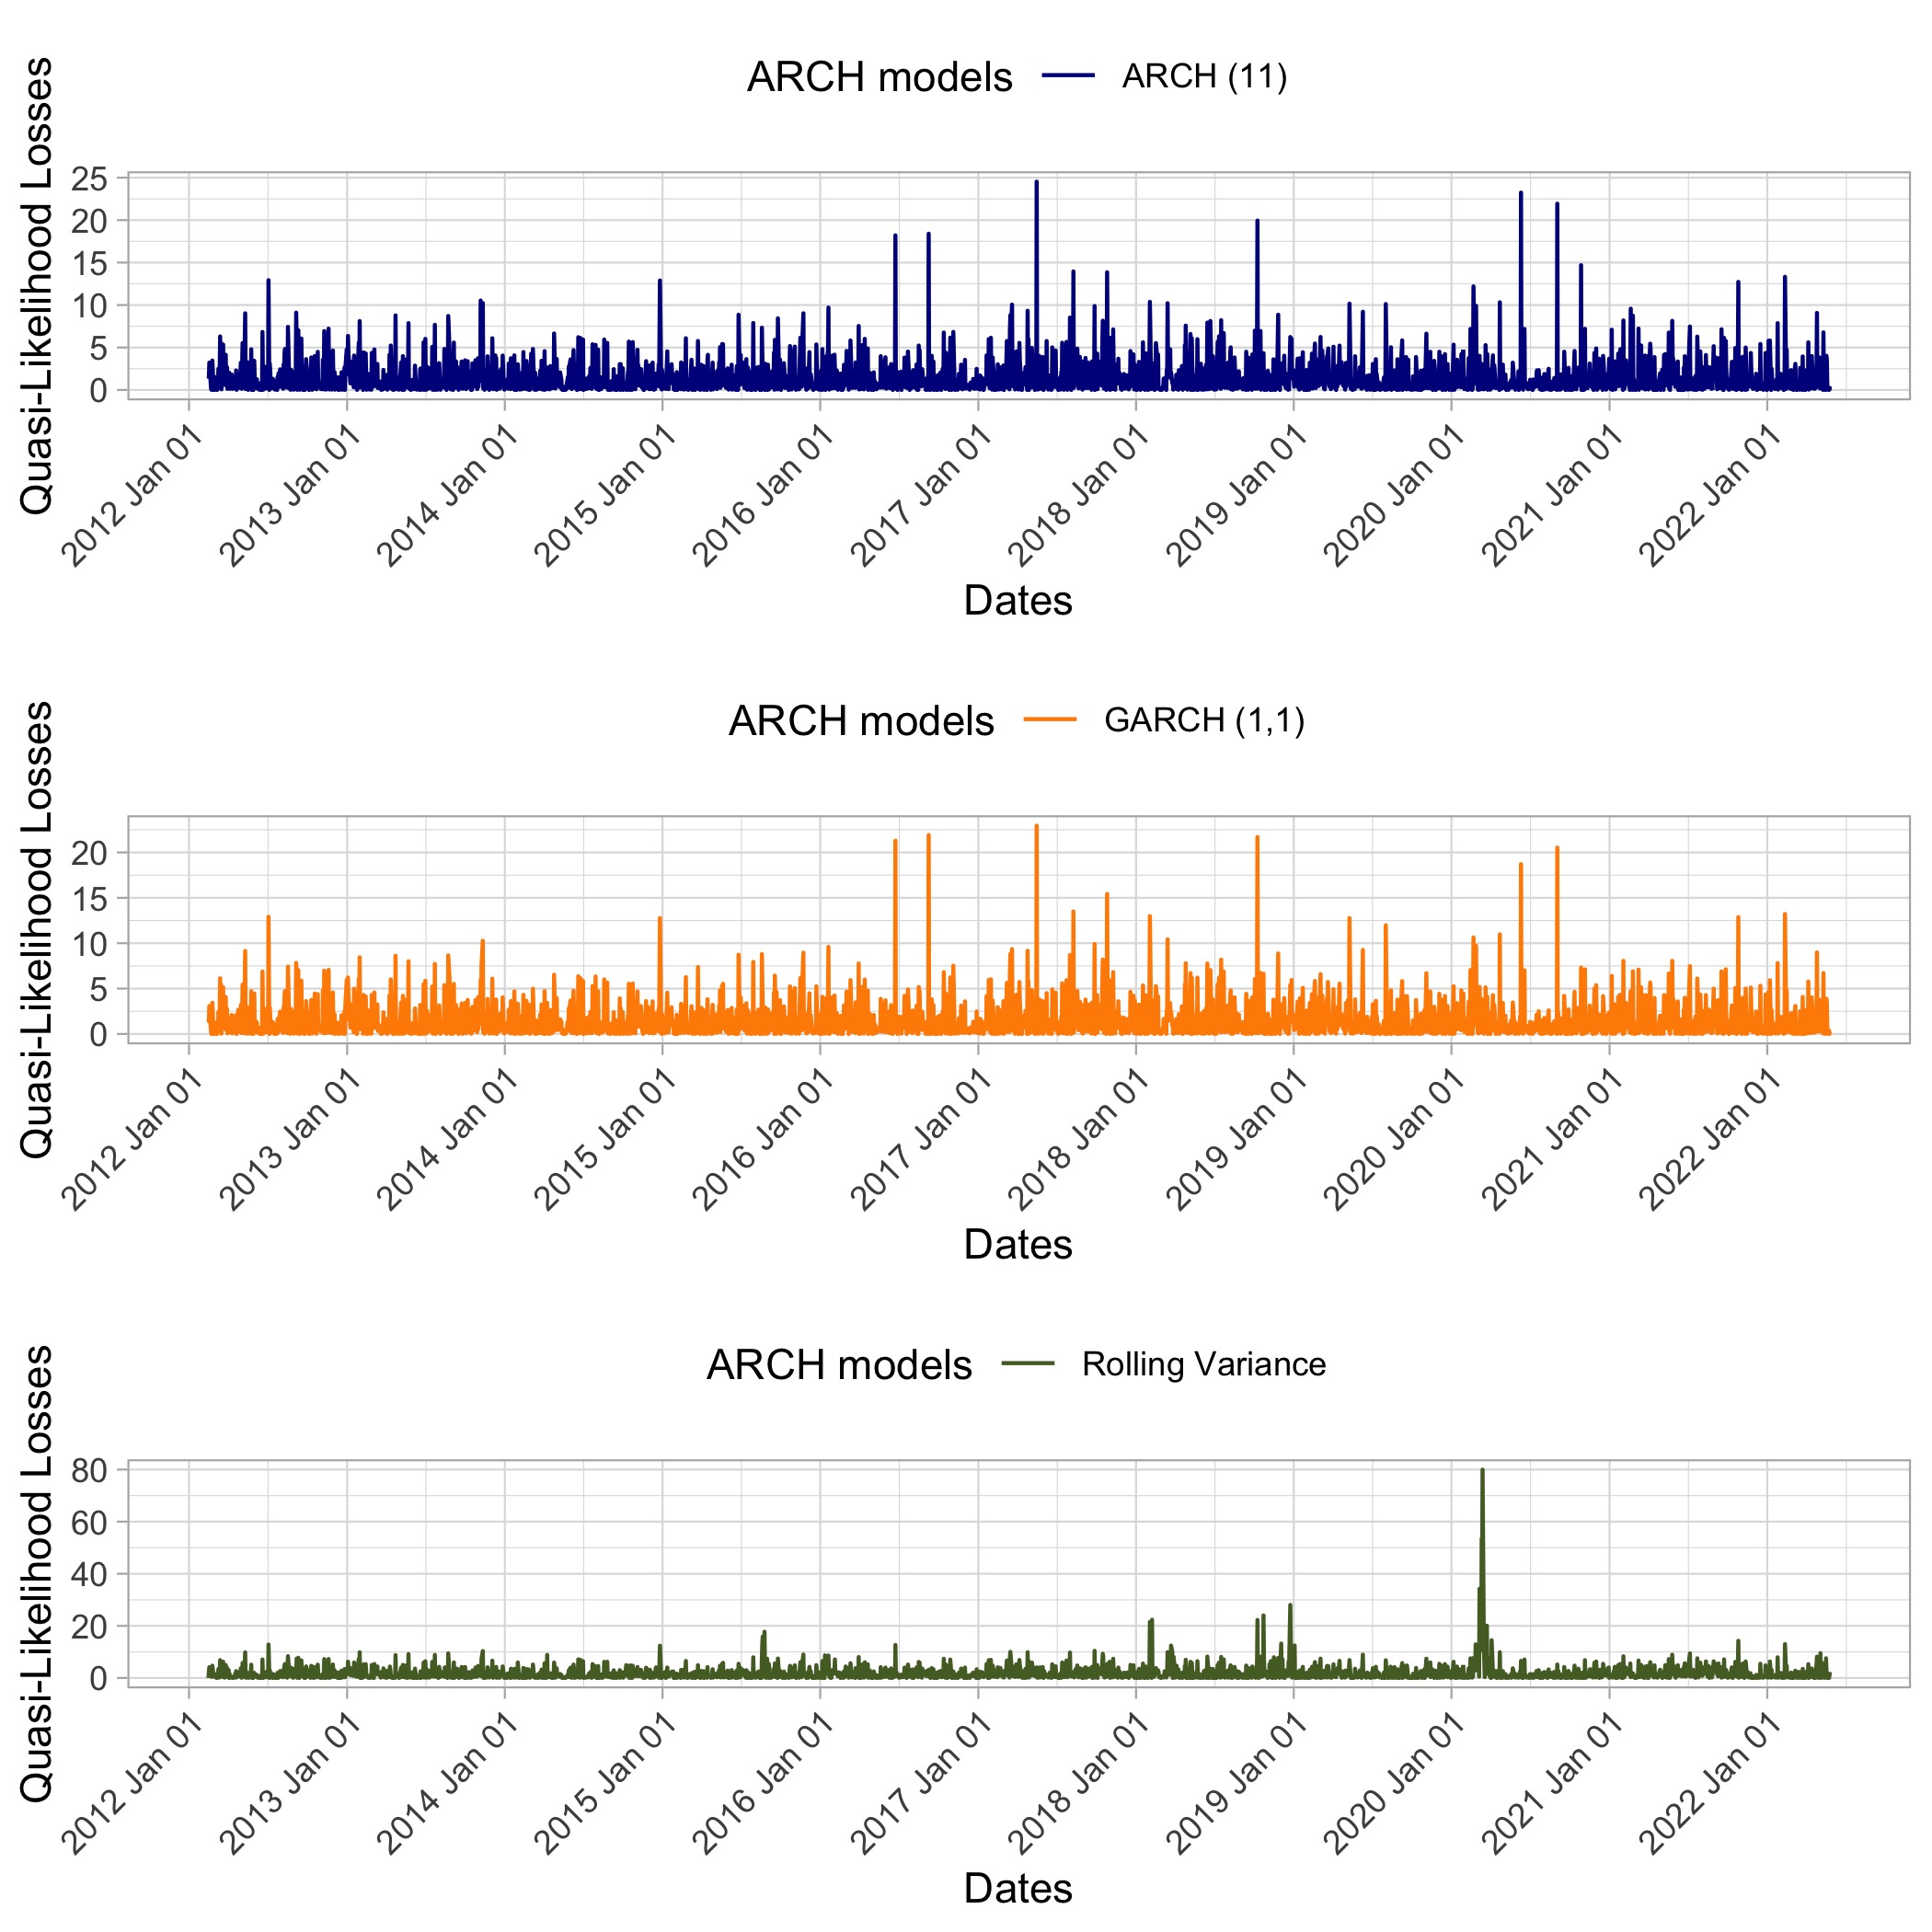 ARCH models ARCH (11)
Quasi-Likelihood Losses
25
20
15
10
5
0
2012 Jan 01
2013 Jan 01
2014 Jan 01
2015 Jan 01
2016 Jan 01
2017 Jan 01
2018 Jan 01
2019 Jan 01
2020 Jan 01
2021 Jan 01
2022 Jan 01
Dates
ARCH models GARCH (1,1)
Quasi-Likelihood Losses
20
15
10
5
0
2012 Jan 01
2013 Jan 01
2014 Jan 01
2015 Jan 01
2016 Jan 01
2017 Jan 01
2018 Jan 01
2019 Jan 01
2020 Jan 01
2021 Jan 01
2022 Jan 01
Dates
ARCH models Rolling Variance
Quasi-Likelihood Losses
80
60
40
20
0
2012 Jan 01
2013 Jan 01
2014 Jan 01
2015 Jan 01
2016 Jan 01
2017 Jan 01
2018 Jan 01
2019 Jan 01
2020 Jan 01
2021 Jan 01
2022 Jan 01
Dates